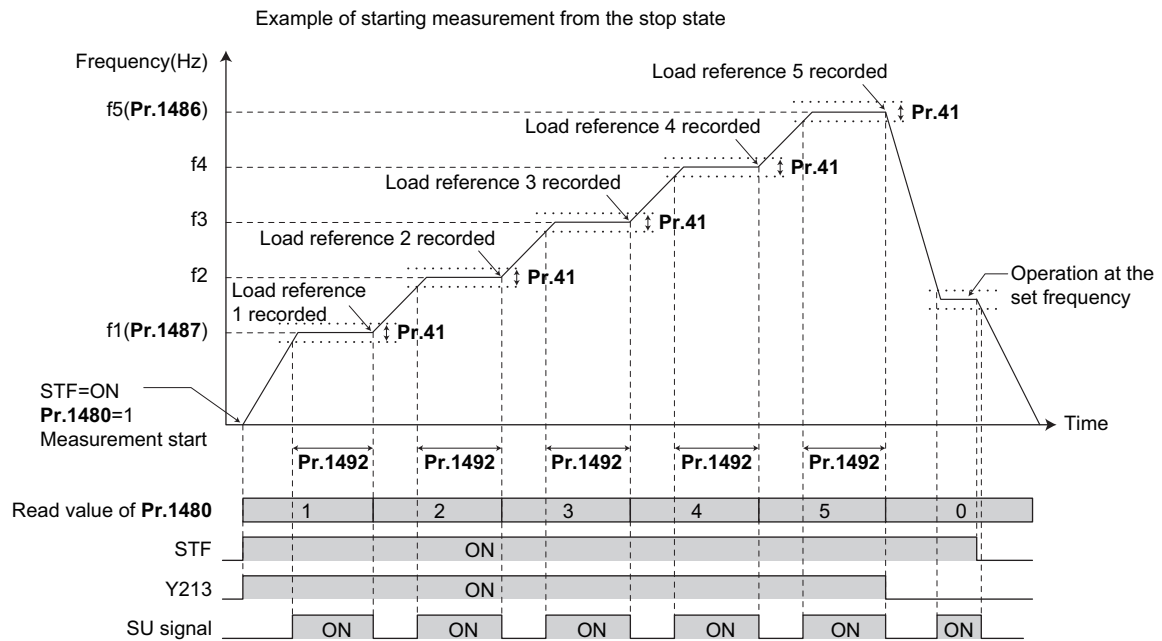 Example of starting measurement from the stop state
Frequency(Hz)
f5(Pr.1486)
f4
f3
f2
f1(Pr.1487)
Load reference 5 recorded
Pr.41
Load reference 4 recorded
Pr.41
Load reference 3 recorded
Pr.41
Load reference 2 recorded
Pr.41
Load reference
1 recorded
Pr.41
Operation at the
set frequency
STF=ON
Pr.1480=1
Measurement start
Time
Pr.1492 Pr.1492 Pr.1492 Pr.1492 Pr.1492
Read value of Pr.1480 1 2 3 4 5 0
STF ON
Y213 ON
SU signal ON ON ON ON ON ON